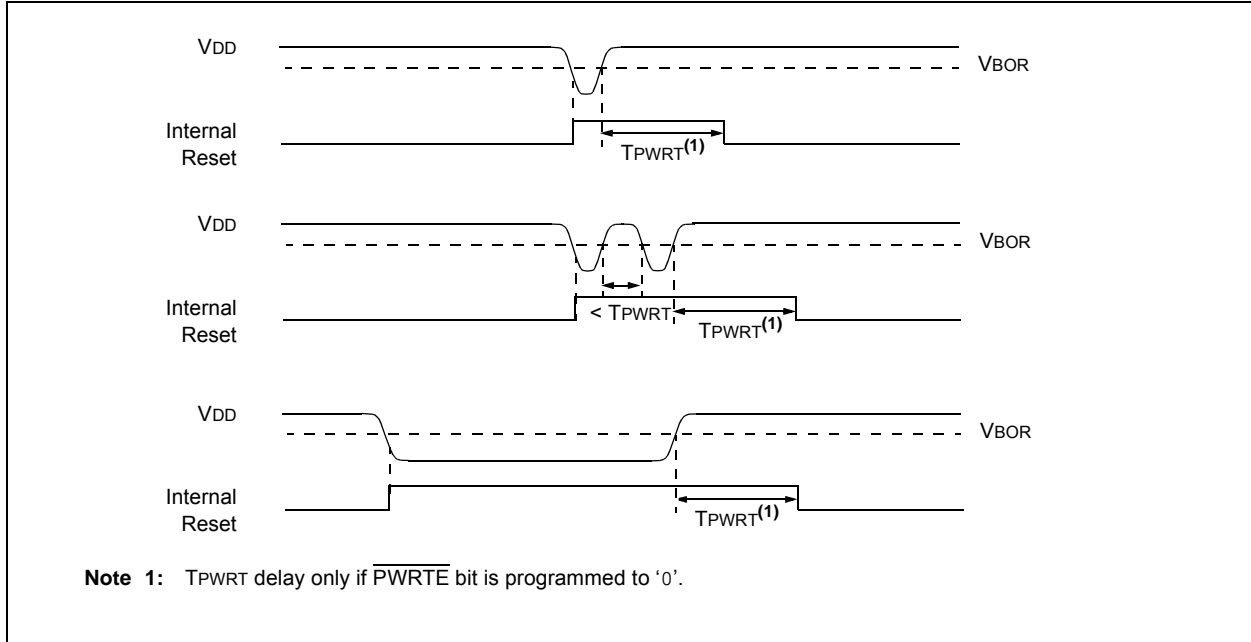 VDD
VBOR
Internal
Reset
TPWRT(1)
VDD
VBOR
Internal
Reset
< TPWRT
TPWRT(1)
VDD
VBOR
Internal
Reset
TPWRT(1)
Note 1: TPWRT delay only if PWRTE bit is programmed to ‘0’.